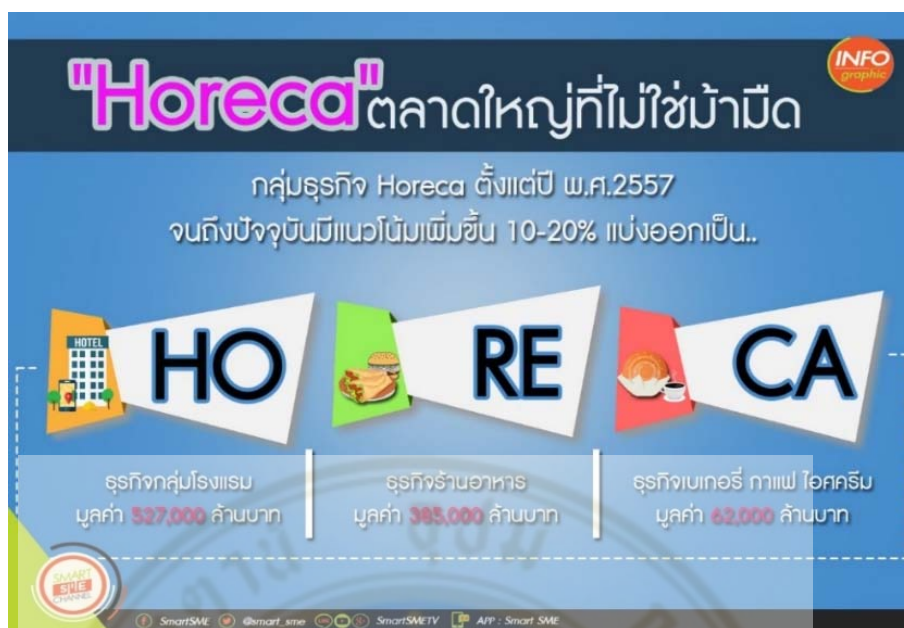 INFO
graphic
"Horeca" ตลาดใหญ่ที่ไม่ใช่ม้ามืด
กลุ่มธุรกิจ Horeca ตั้งแต่ปี พ.ศ.2557
จนถึงปัจจุบันมีแนวโน้มเพิ่มขึ้น 10-20% แบ่งออกเป็น..
HOTEL
HO
RE
CA
ธุรกิจกลุ่มโรงแรม
มูลค่า 527,000 ล้านบาท
ธุรกิจร้านอาหาร
มูลค่า 385,000 ล้านบาท
ธุรกิจเบเกอรี่ กาแฟ ไอศครีม
มูลค่า 62,000 ล้านบาท
SMART
SME
CHANNEL
SmartSME @smart_sme SmartSMETV APP : Smart SME